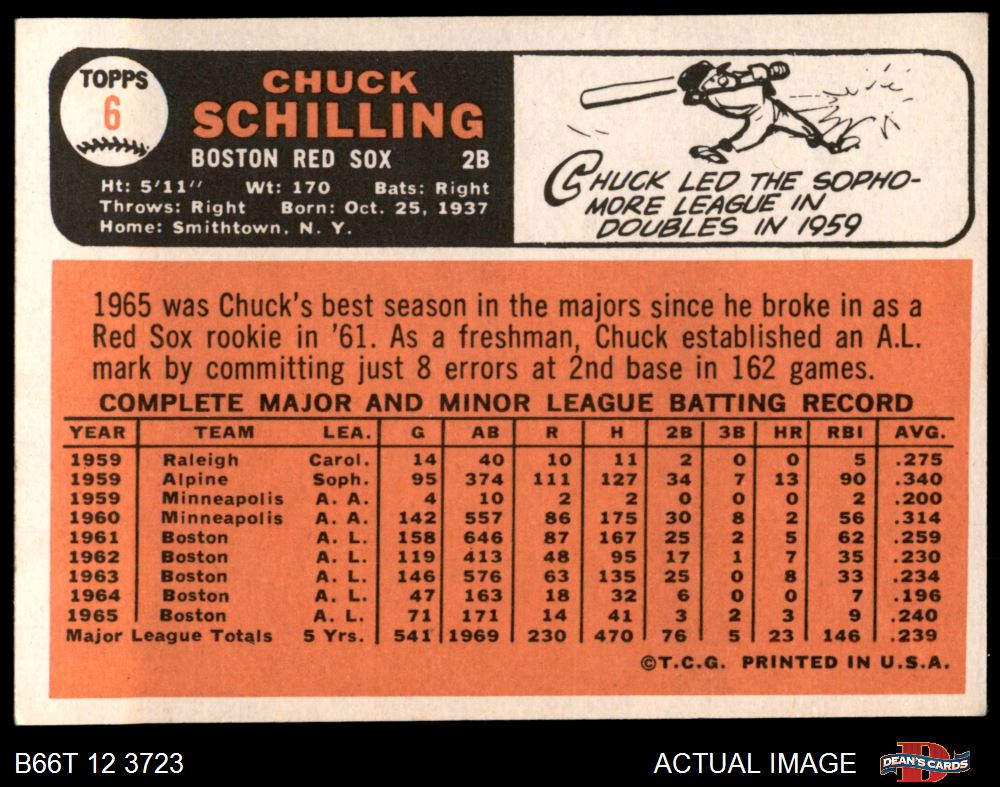 TOPPS
6
CHUCK
SCHILLING
BOSTON RED SOX 2B
Ht: 5'11" Wt: 170 Bats: Right
Throws: Right Born: Oct. 25, 1937
Home: Smithtown, N. Y.
CHUCK LED THE SOPHO-
MORE LEAGUE IN
DOUBLES IN 1959
1965 was Chuck's best season in the majors since he broke in as a
Red Sox rookie in '61. As a freshman, Chuck established an A.L.
mark by committing just 8 errors at 2nd base in 162 games.
COMPLETE MAJOR AND MINOR LEAGUE BATTING RECORD
YEAR TEAM LEA. G AB R H 2B 3B HR RBI AVG.
1959 Raleigh Carol. 14 40 10 11 2 0 0 5 .275
1959 Alpine Soph. 95 374 111 127 34 7 13 90 .340
1959 Minneapolis A. A. 4 10 2 2 0 0 0 2 .200
1960 Minneapolis A. A. 142 557 86 175 30 8 2 56 .314
1961 Boston A. L. 158 646 87 167 25 2 5 62 .259
1962 Boston A. L. 119 413 48 95 17 1 7 35 .230
1963 Boston A. L. 146 576 63 135 25 0 8 33 .234
1964 Boston A. L. 47 163 18 32 6 0 0 7 .196
1965 Boston A. L. 71 171 14 41 3 2 3 9 .240
Major League Totals 5 Yrs. 541 1969 230 470 76 5 23 146 .239
©T.C.G. PRINTED IN U.S.A.
B66T 12 3723 ACTUAL IMAGE
DEAN'S CARDS